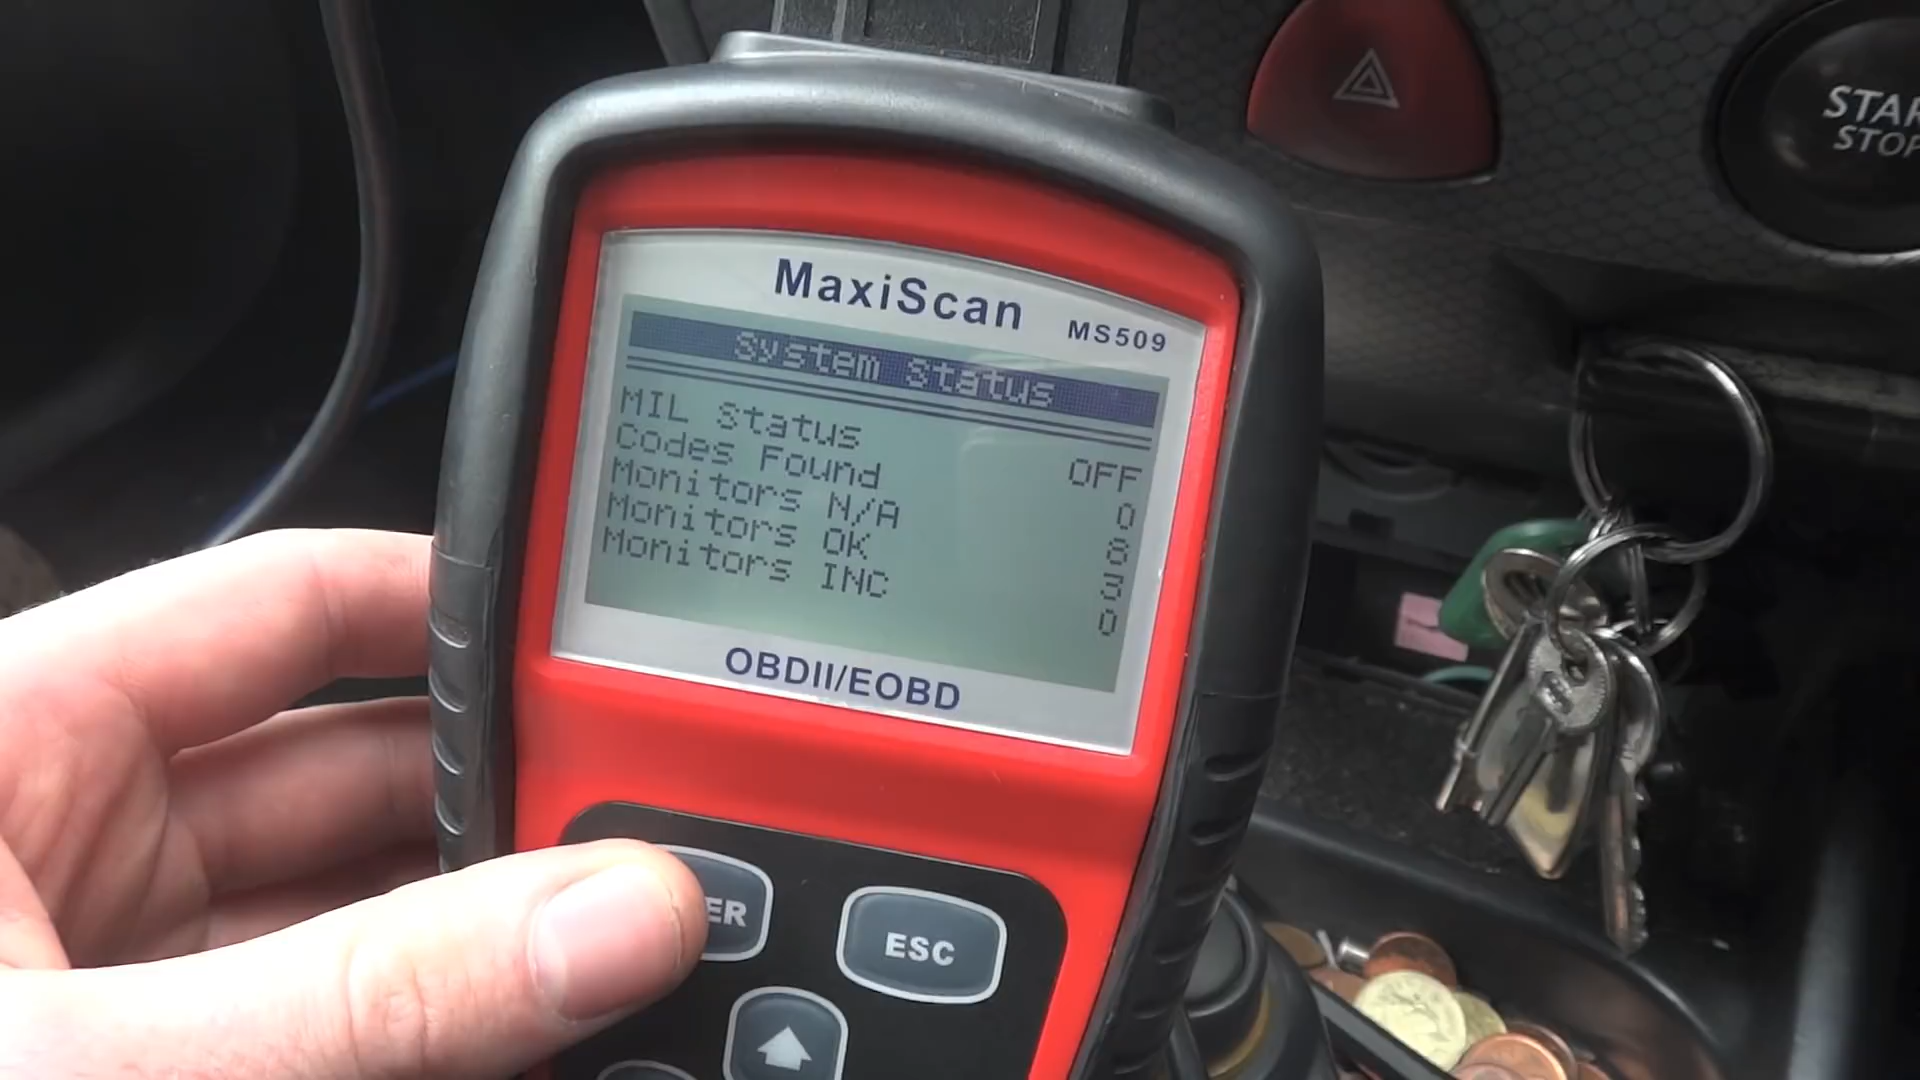 START
STOP
MaxiScan MS509
System Status
MIL Status OFF
Codes Found 0
Monitors N/A 8
Monitors OK 3
Monitors INC 0
OBDII/EOBD
ER
ESC